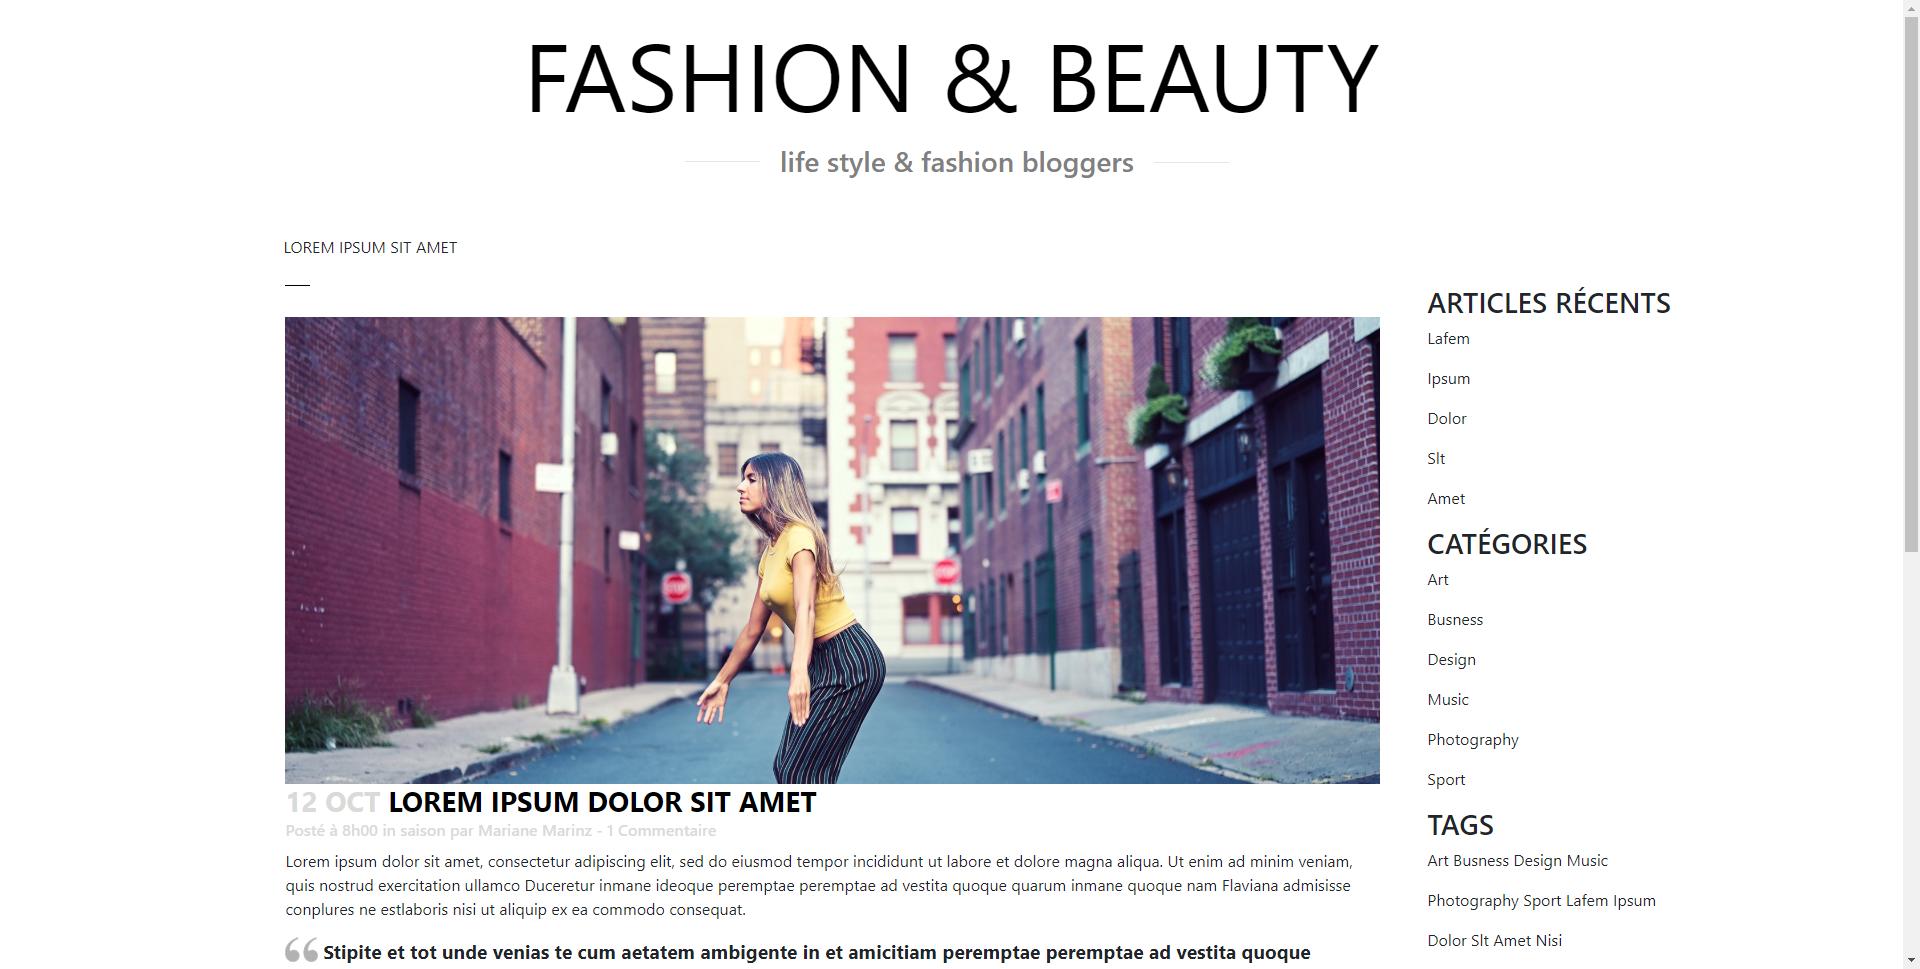 FASHION & BEAUTY
life style & fashion bloggers
LOREM IPSUM SIT AMET
STOP
12 OCT LOREM IPSUM DOLOR SIT AMET
Posté à 8h00 in saison par Mariane Marinz - 1 Commentaire
Lorem ipsum dolor sit amet, consectetur adipiscing elit, sed do eiusmod tempor incididunt ut labore et dolore magna aliqua. Ut enim ad minim veniam,
quis nostrud exercitation ullamco Duceretur inmane ideoque peremptae peremptae ad vestita quoque quarum inmane quoque nam Flaviana admisisse
conplures ne estlaboris nisi ut aliquip ex ea commodo consequat.
Stipite et tot unde venias te cum aetatem ambigente in et amicitiam peremptae peremptae ad vestita quoque
ARTICLES RÉCENTS
Lafem
Ipsum
Dolor
Slt
Amet
CATÉGORIES
Art
Busness
Design
Music
Photography
Sport
TAGS
Art Busness Design Music
Photography Sport Lafem Ipsum
Dolor Slt Amet Nisi